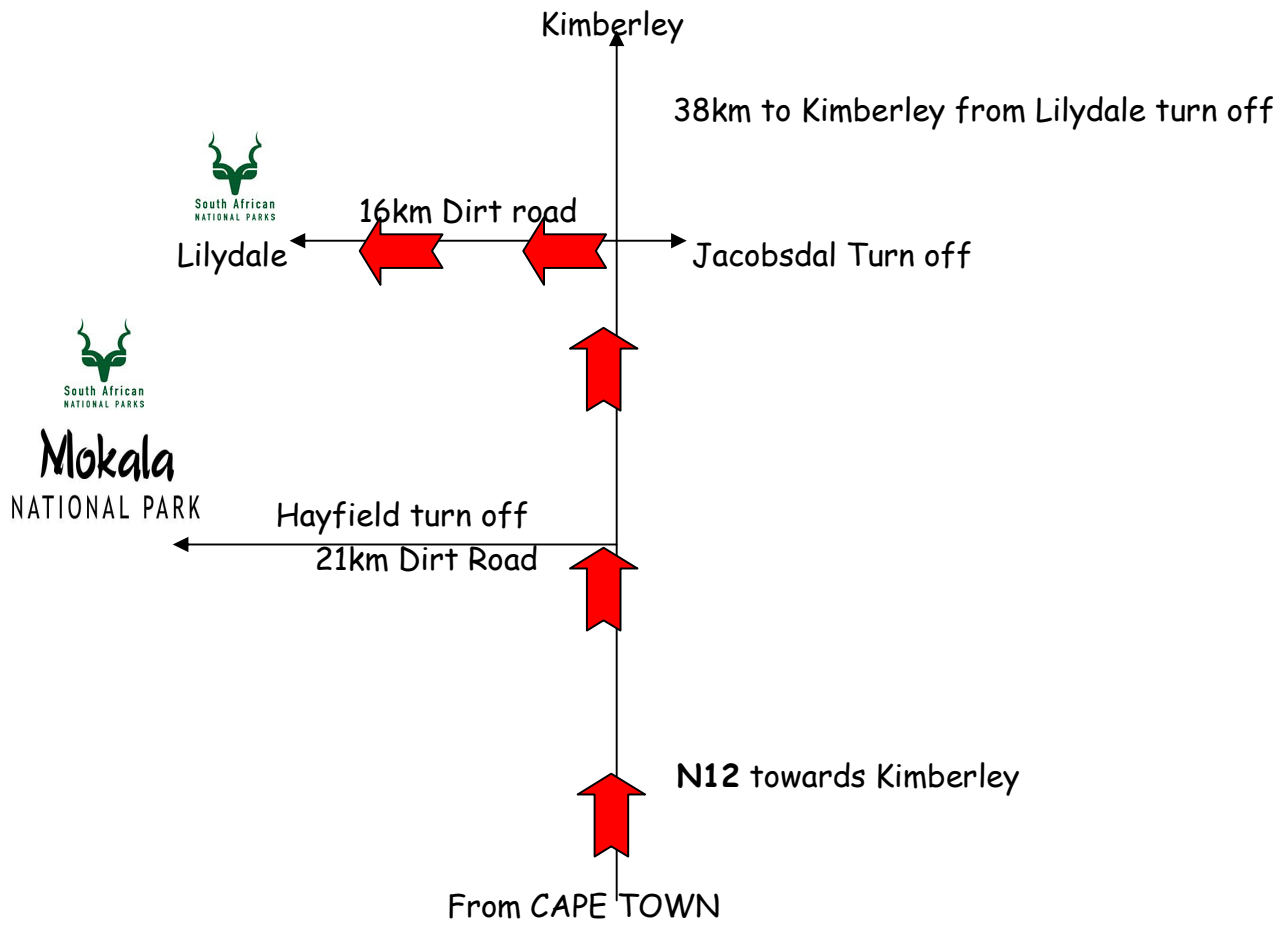 Kimberley
38km to Kimberley from Lilydale turn off
South African
NATIONAL PARKS
16km Dirt road
Lilydale
Jacobsdal Turn off
South African
NATIONAL PARKS
Mokala
NATIONAL PARK
Hayfield turn off
21km Dirt Road
N12 towards Kimberley
From CAPE TOWN